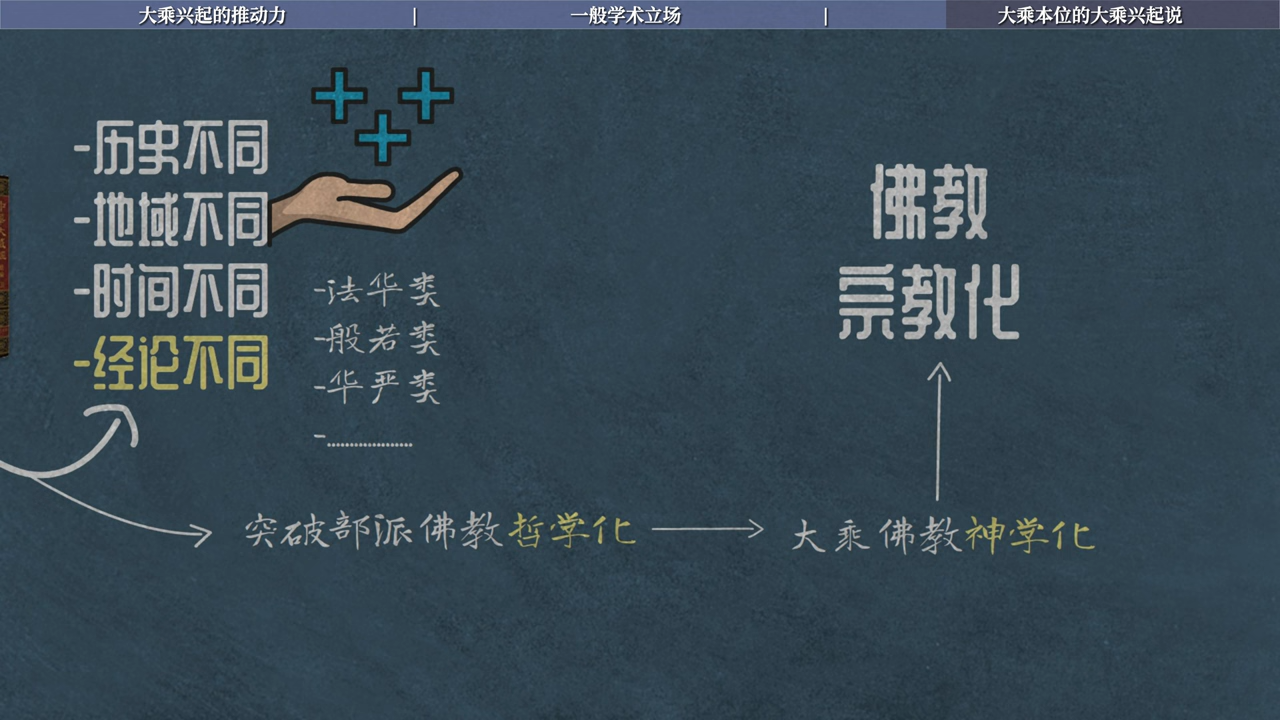 大乘兴起的推动力 | 一般学术立场 | 大乘本位的大乘兴起说
-历史不同
-地域不同
-时间不同
-经论不同
-法华类
-般若类
-华严类
-..................
佛教
宗教化
突破部派佛教哲学化
大乘佛教神学化